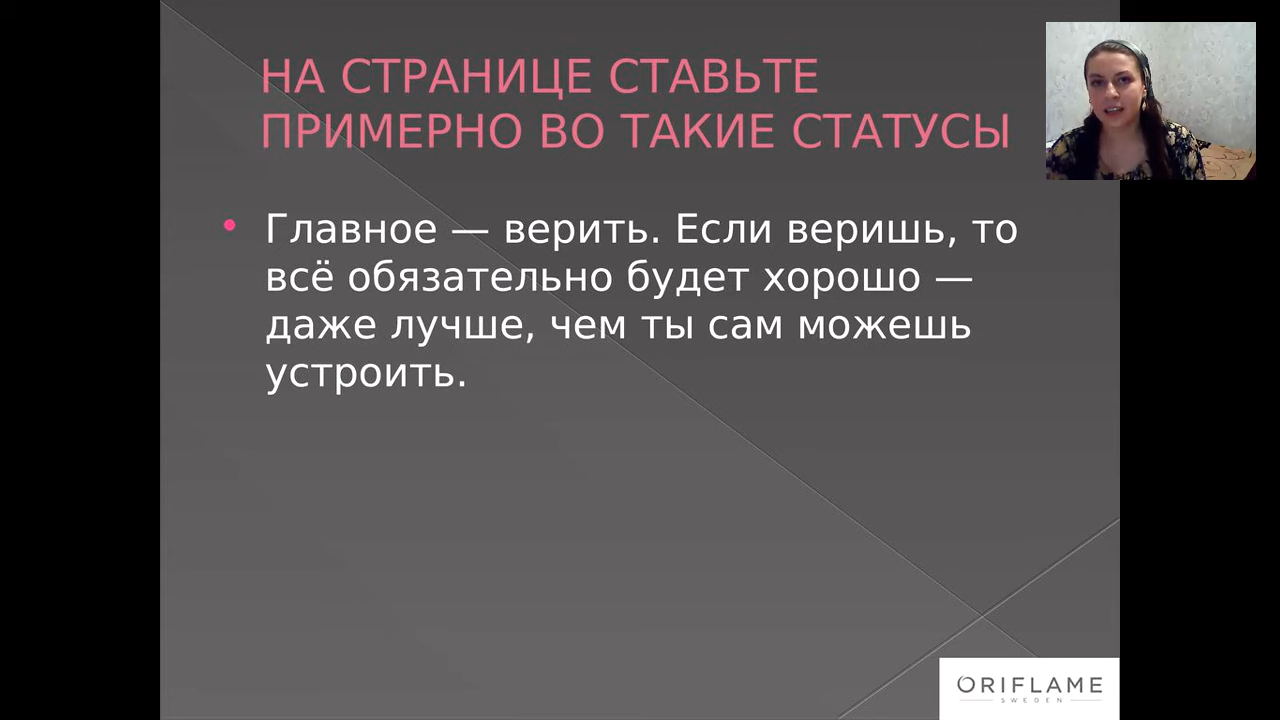 НА СТРАНИЦЕ СТАВЬТЕ
ПРИМЕРНО ВО ТАКИЕ СТАТУСЫ
• Главное — верить. Если веришь, то
всё обязательно будет хорошо —
даже лучше, чем ты сам можешь
устроить.
ORIFLAME
SWEDEN